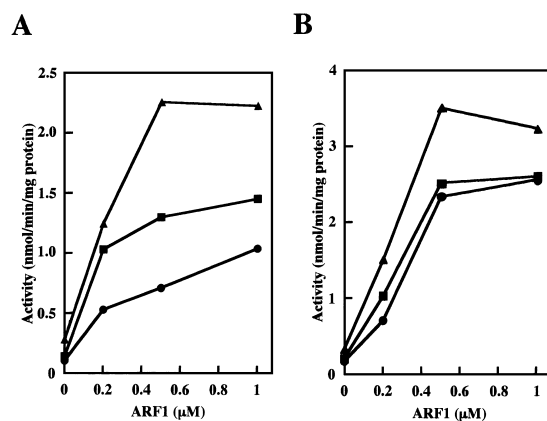 A
Activity (nmol/min/mg protein)
2.5
2.0
1.5
1.0
0.5
0
0 0.2 0.4 0.6 0.8 1
ARF1 (μM)
B
Activity (nmol/min/mg protein)
4
3
2
1
0
0 0.2 0.4 0.6 0.8 1
ARF1 (μM)